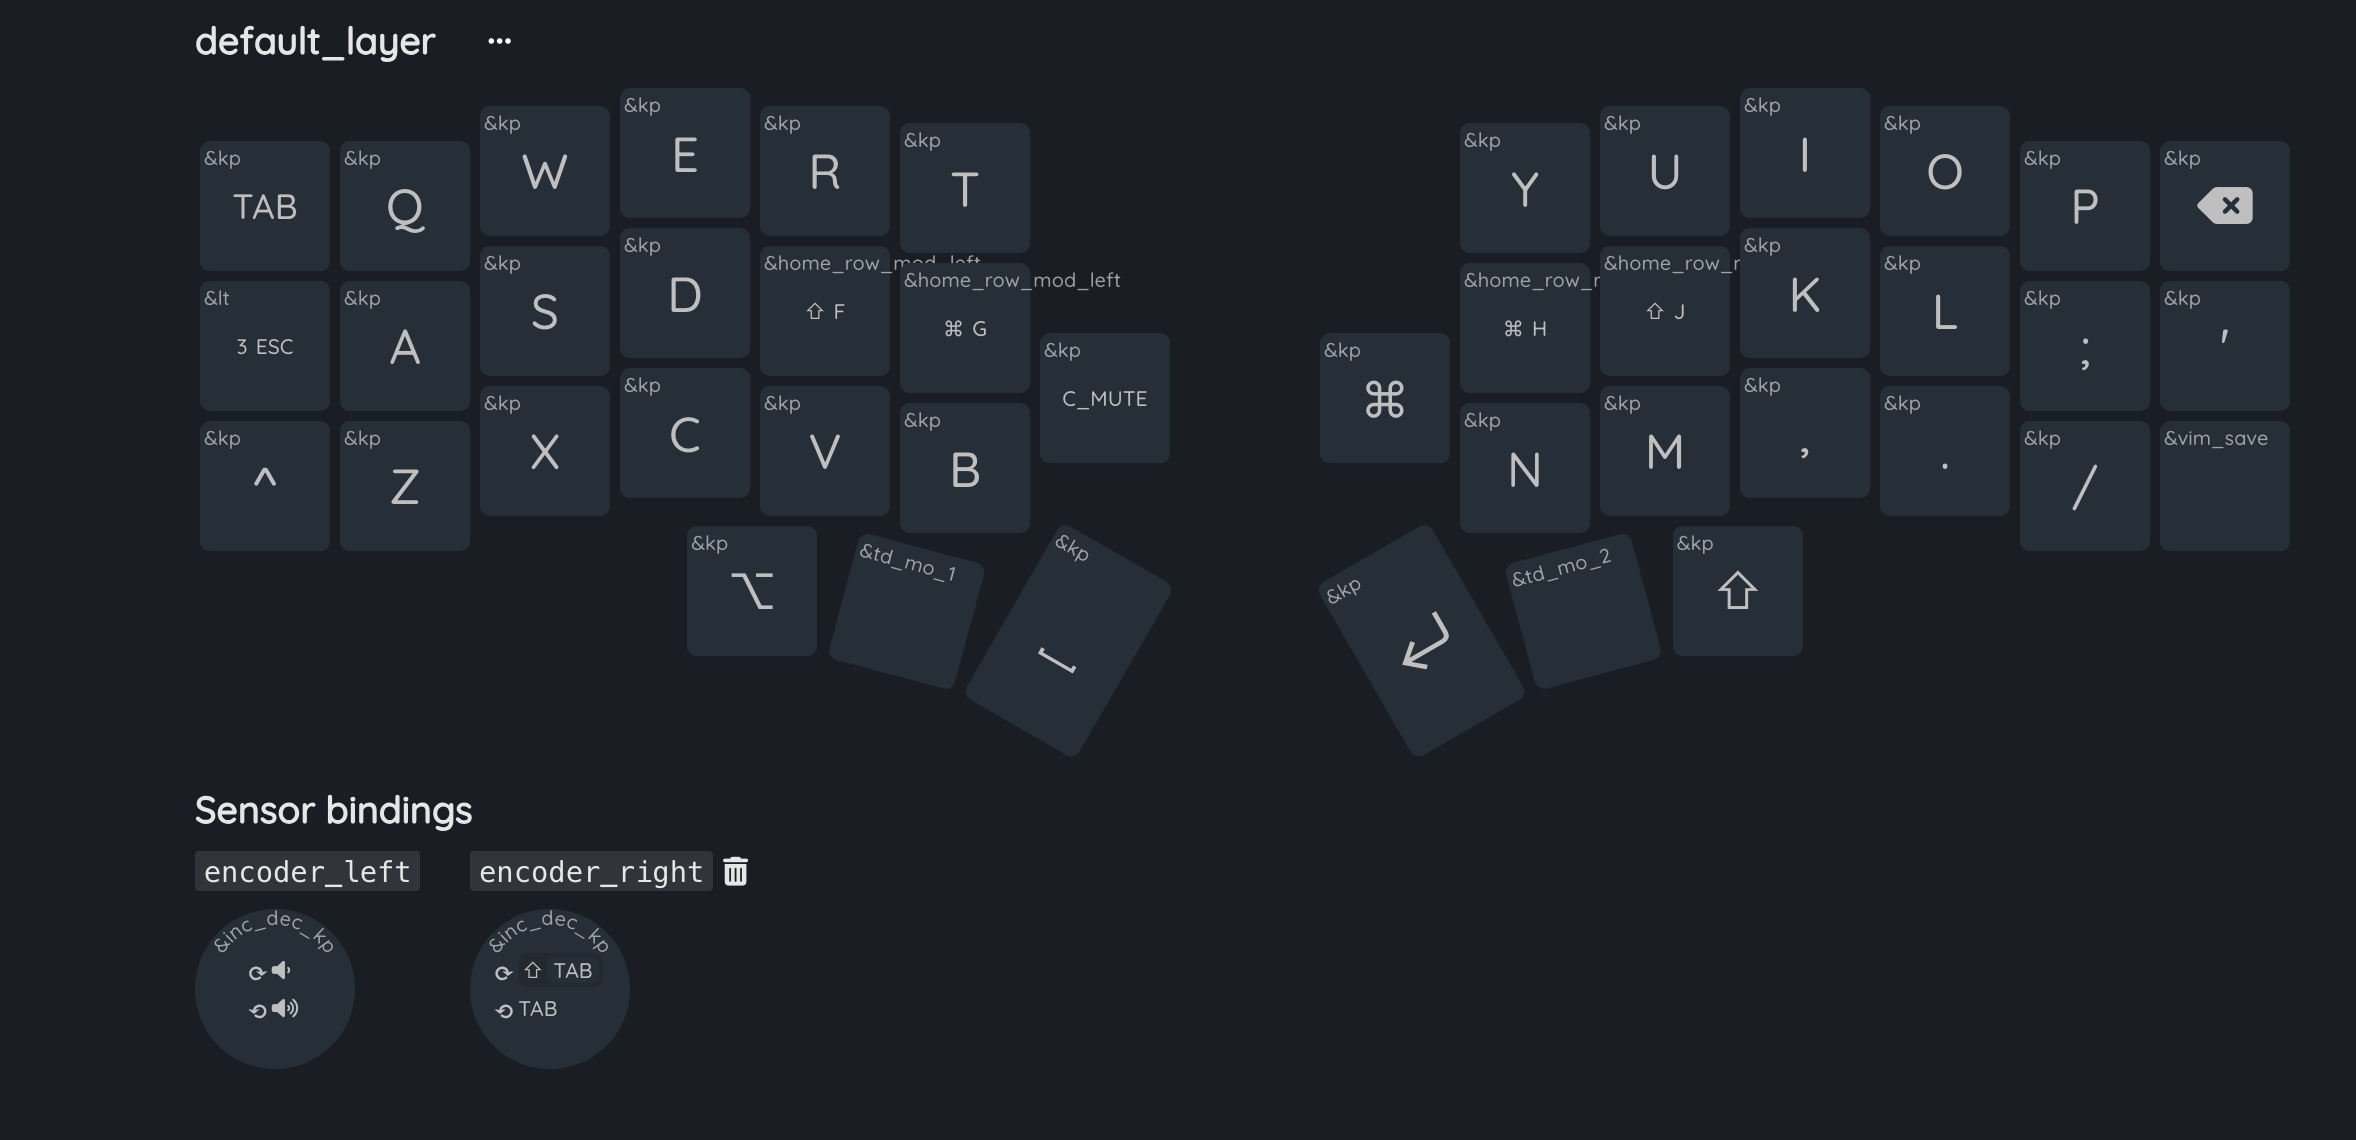 default_layer ...
&kp TAB
&kp Q
&kp W
&kp E
&kp R
&kp T
&kp Y
&kp U
&kp I
&kp O
&kp P
&kp
&lt 3 ESC
&kp A
&kp S
&kp D
&home_row_mod_left ⇧ F
&home_row_mod_left ⌘ G
&kp C_MUTE
&kp ⌘
&home_row_r ⌘ H
&home_row_r ⇧ J
&kp K
&kp L
&kp ;
&kp '
&kp ^
&kp Z
&kp X
&kp C
&kp V
&kp B
&kp N
&kp M
&kp ,
&kp .
&kp /
&vim_save
&kp ⌥
&td_mo_1
&kp
&kp
&td_mo_2
&kp ⇧
Sensor bindings
encoder_left
encoder_right
&inc_dec_kp
&inc_dec_kp
⇧ TAB
TAB